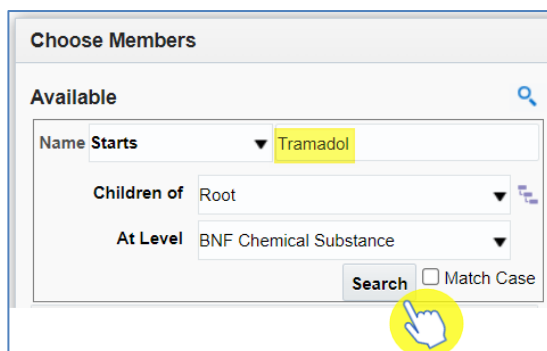 Choose Members
Available
Name Starts Tramadol
Children of Root
At Level BNF Chemical Substance
Search Match Case